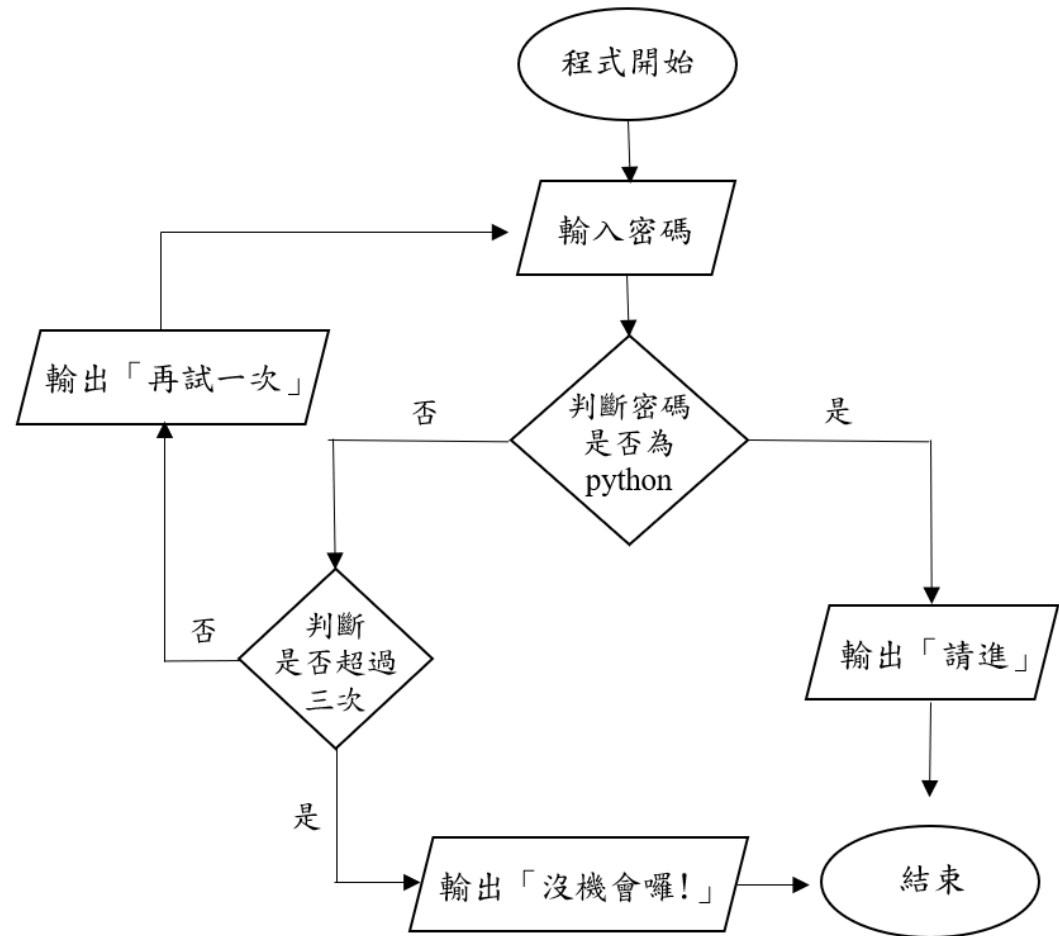 程式開始
輸入密碼
輸出「再試一次」
否
判斷密碼
是否為
python
是
否
判斷
是否超過
三次
輸出「請進」
是
輸出「沒機會囉!」
結束